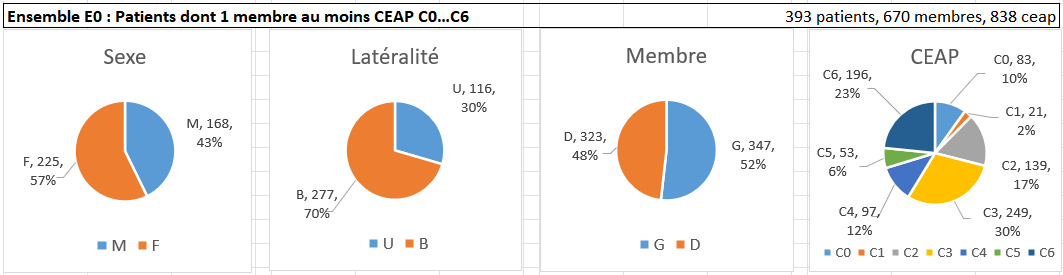 Ensemble E0 : Patients dont 1 membre au moins CEAP C0...C6
393 patients, 670 membres, 838 ceap
Sexe
M, 168,
43%
F, 225,
57%
M F
Latéralité
U, 116,
30%
B, 277,
70%
U B
Membre
D, 323,
48%
G, 347,
52%
G D
CEAP
C0, 83,
10%
C6, 196,
23%
C1, 21,
2%
C5, 53,
6%
C2, 139,
17%
C4, 97,
12%
C3, 249,
30%
C0 C1 C2 C3 C4 C5 C6